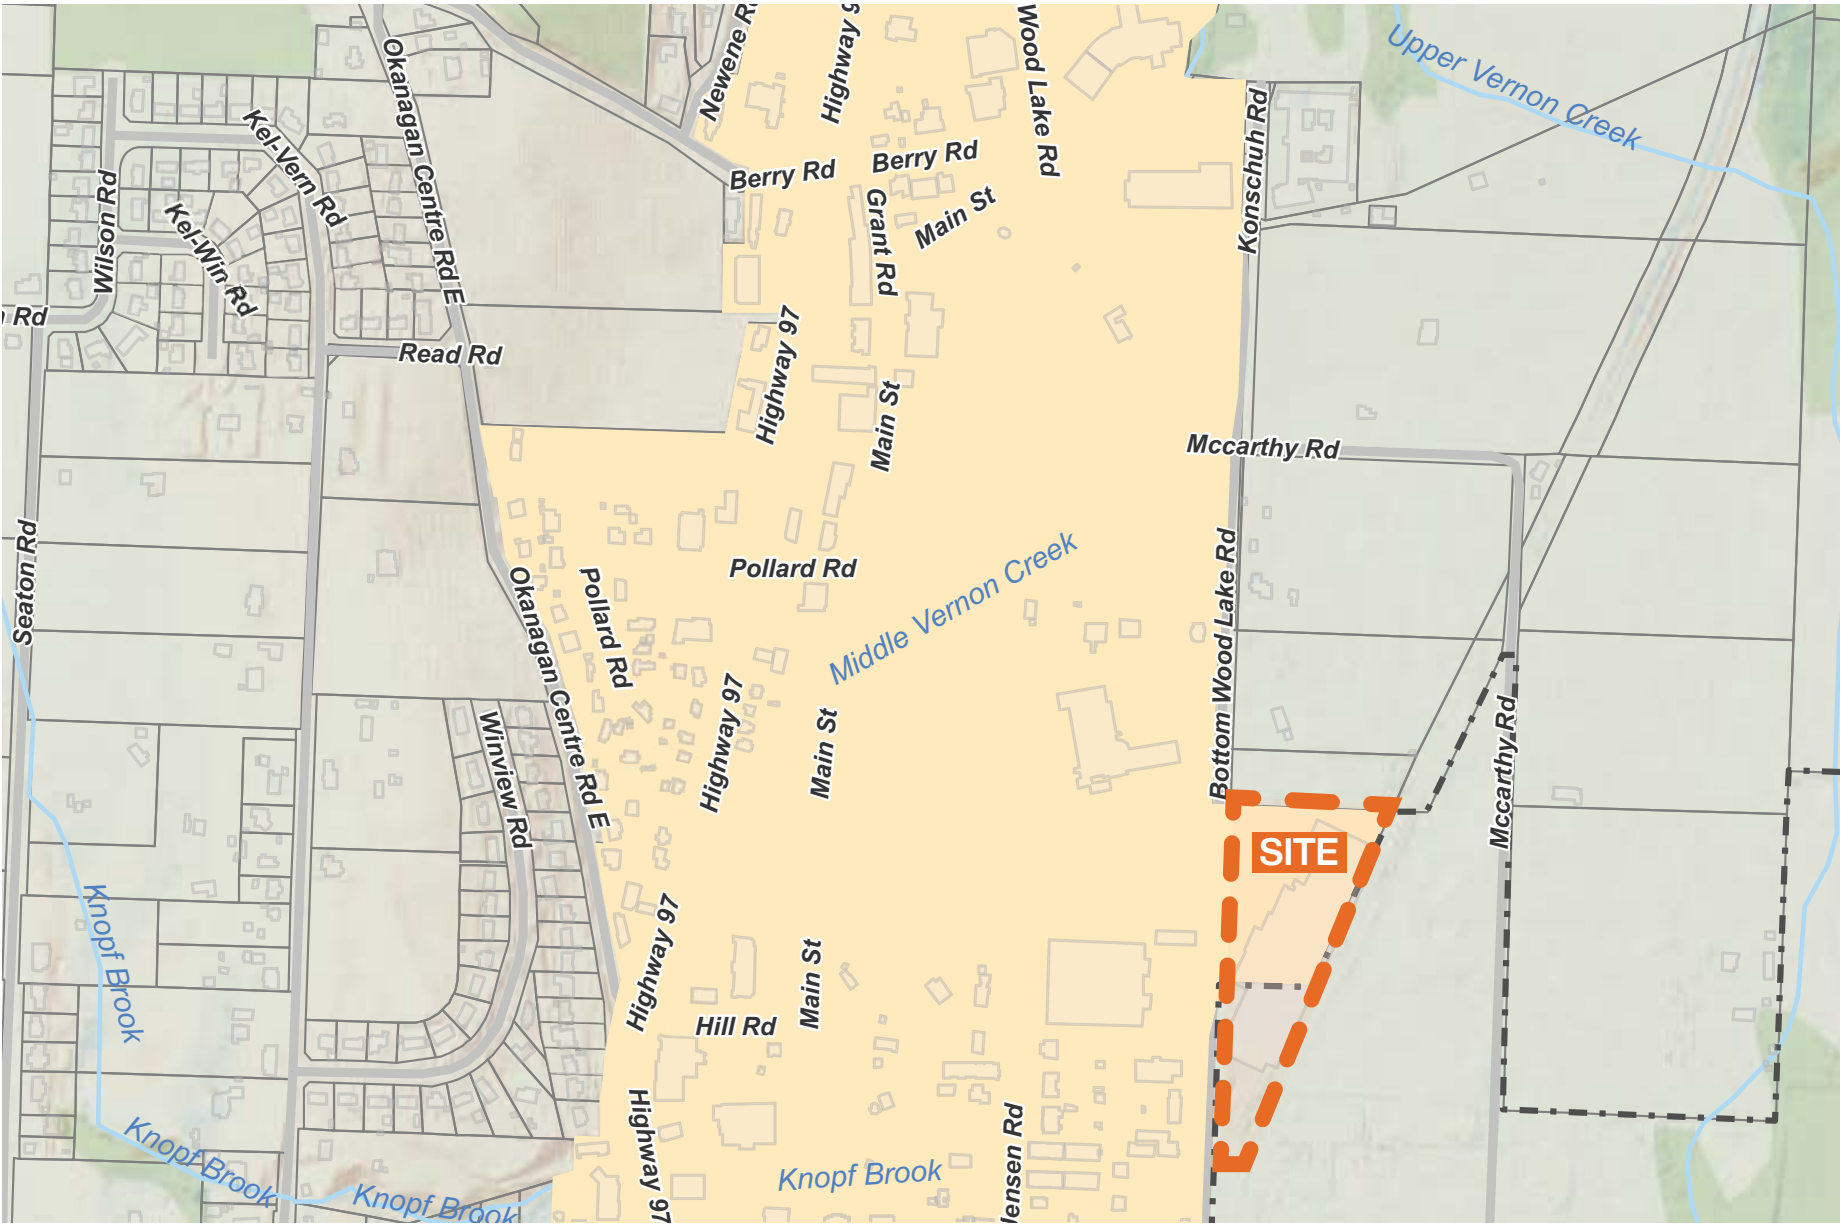 Newene Rd
Highway
Wood Lake Rd
Upper Vernon Creek
Okanagan Centre Rd E
Kel-Vern Rd
Konschuh Rd
Berry Rd
Berry Rd
Wilson Rd
Kel-Win Rd
Grant Rd
Main St
Rd
Read Rd
Highway 97
Main St
Mccarthy Rd
Seaton Rd
Pollard Rd
Pollard Rd
Middle Vernon Creek
Bottom Wood Lake Rd
Okanagan Centre Rd E
Highway 97
Main St
Winview Rd
Mccarthy Rd
SITE
Knopf Brook
Highway 97
Main St
Hill Rd
Highway 97
Jensen Rd
Knopf Brook
Knopf Brook
Knopf Brook